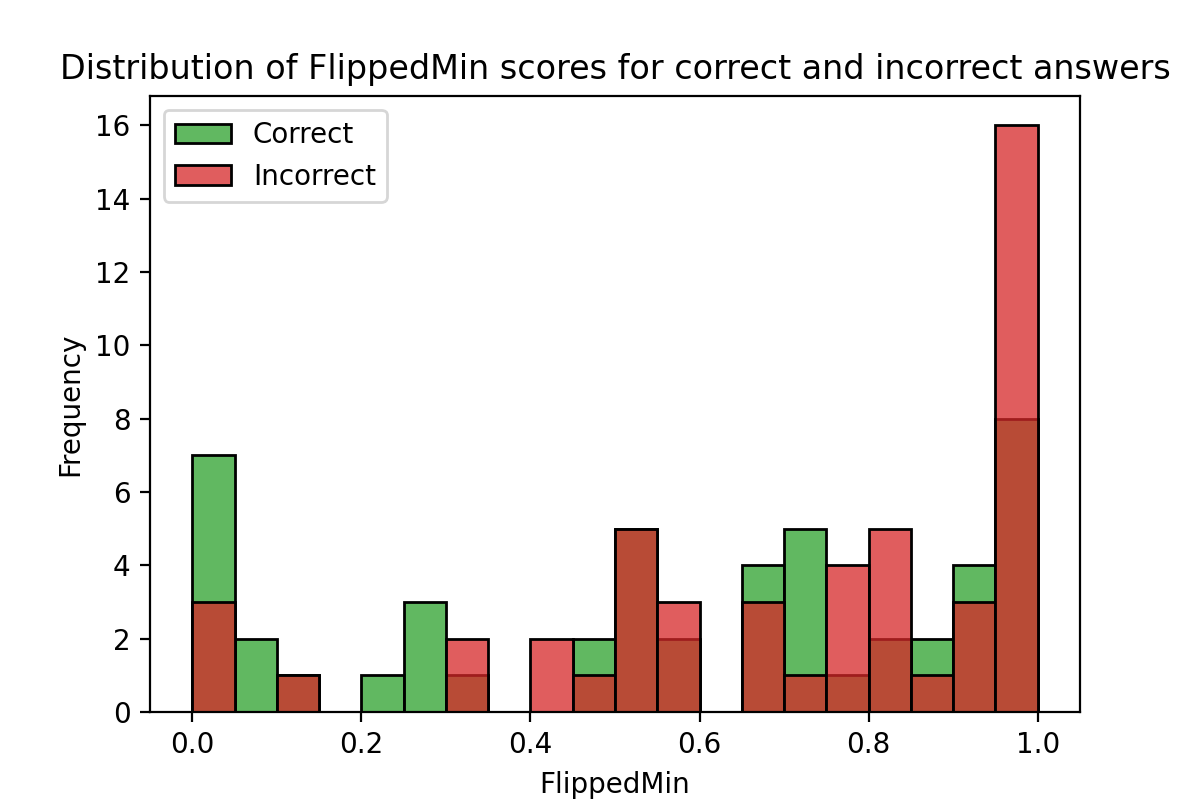 Distribution of FlippedMin scores for correct and incorrect answers
Correct
Incorrect
16
14
12
10
8
6
4
2
0
Frequency
0.0 0.2 0.4 0.6 0.8 1.0
FlippedMin